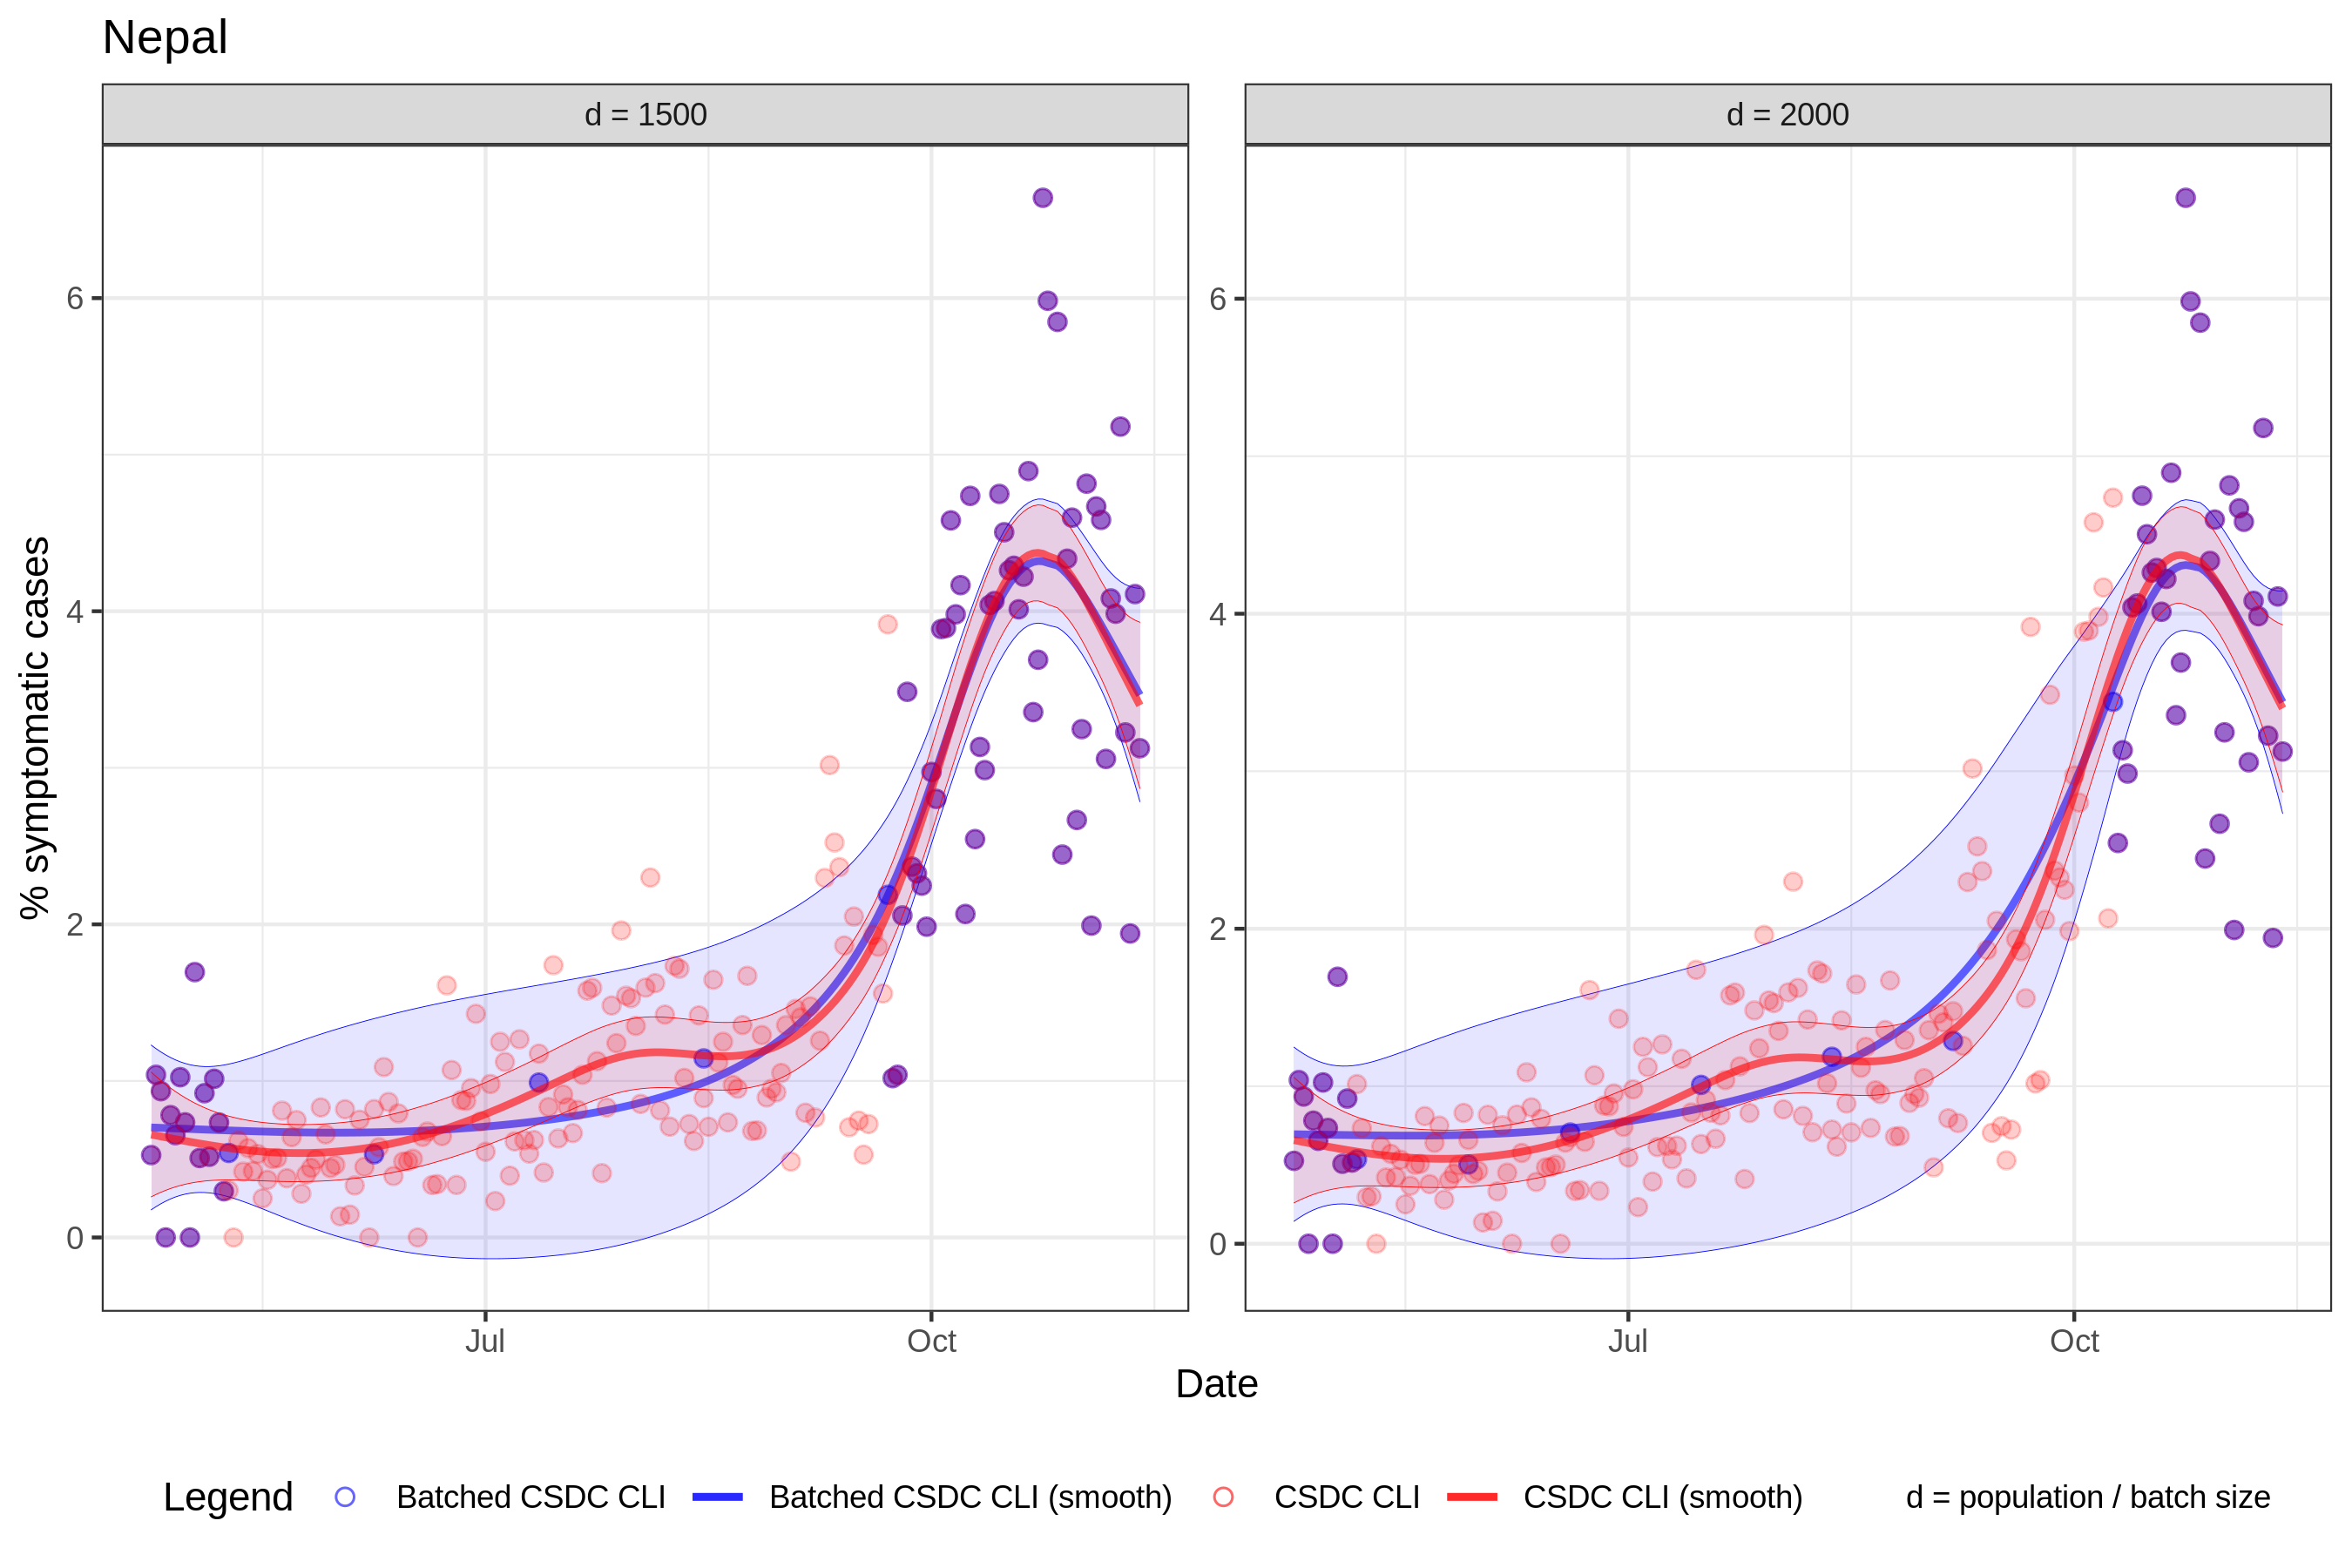 Nepal
d = 1500
d = 2000
% symptomatic cases
6
4
2
0
6
4
2
0
Jul
Oct
Jul
Oct
Date
Legend Batched CSDC CLI Batched CSDC CLI (smooth) CSDC CLI CSDC CLI (smooth) d = population / batch size